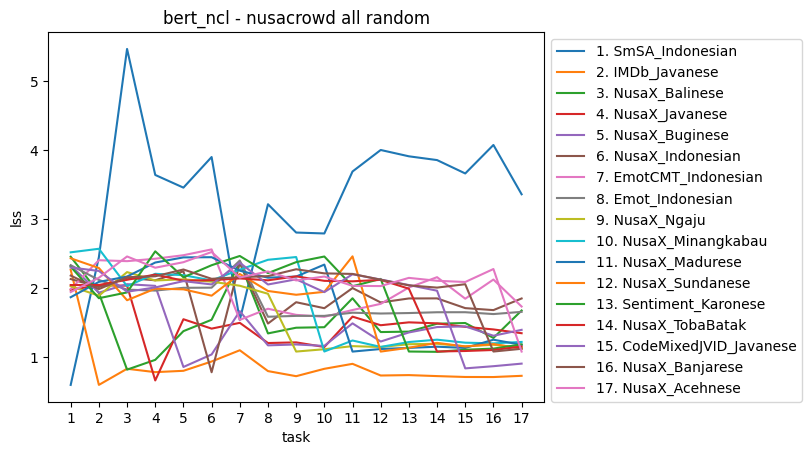 bert_ncl - nusacrowd all random
lss
5
4
3
2
1
1 2 3 4 5 6 7 8 9 10 11 12 13 14 15 16 17
task
1. SmSA_Indonesian
2. IMDb_Javanese
3. NusaX_Balinese
4. NusaX_Javanese
5. NusaX_Buginese
6. NusaX_Indonesian
7. EmotCMT_Indonesian
8. Emot_Indonesian
9. NusaX_Ngaju
10. NusaX_Minangkabau
11. NusaX_Madurese
12. NusaX_Sundanese
13. Sentiment_Karonese
14. NusaX_TobaBatak
15. CodeMixedJVID_Javanese
16. NusaX_Banjarese
17. NusaX_Acehnese